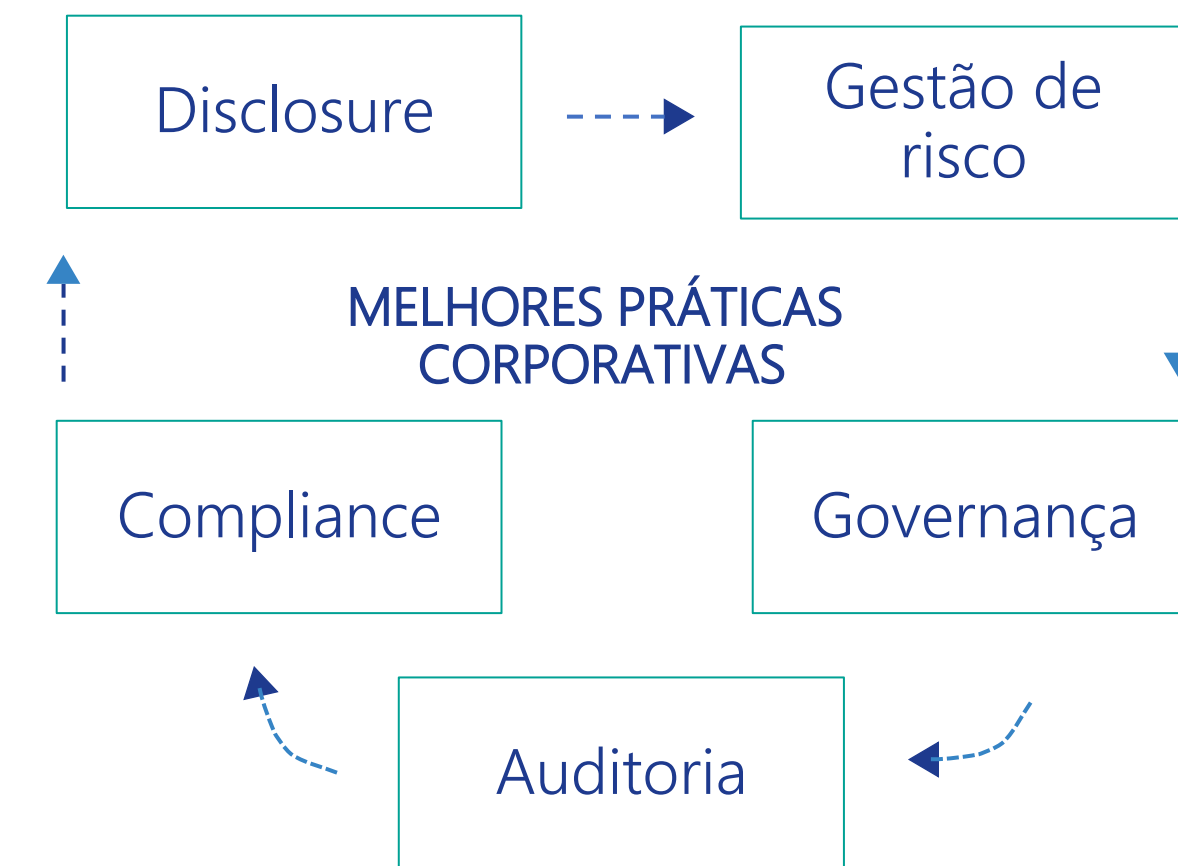 Disclosure
Gestão de
risco
MELHORES PRÁTICAS
CORPORATIVAS
Compliance
Governança
Auditoria